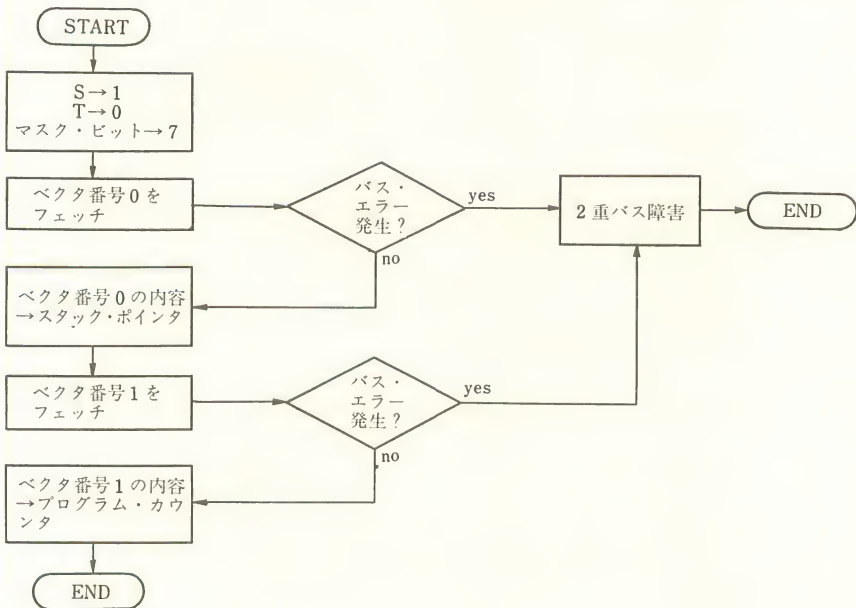 START
S→1
T→0
マスク・ビット→7
ベクタ番号0を
フェッチ
バス・
エラー
発生?
yes
no
2重バス障害
END
ベクタ番号0の内容
→スタック・ポインタ
ベクタ番号1を
フェッチ
バス・
エラー
発生?
yes
no
ベクタ番号1の内容
→プログラム・カウ
ンタ
END